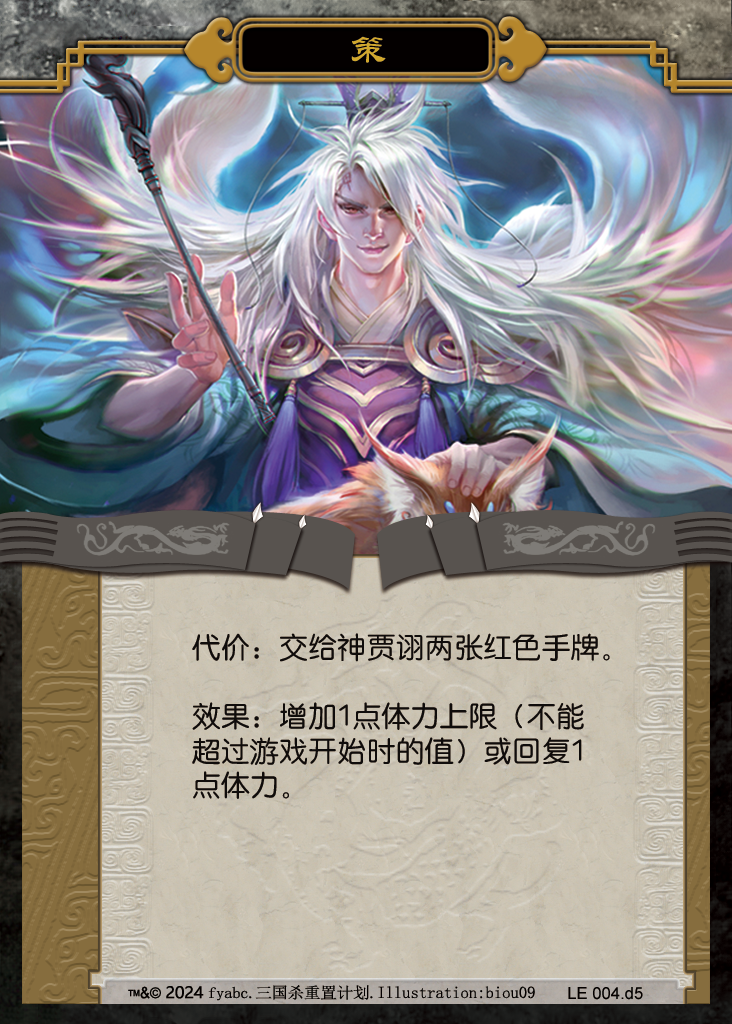 策
代价：交给神贾诩两张红色手牌。
效果：增加1点体力上限（不能
超过游戏开始时的值）或回复1
点体力。
™&© 2024 fyabc.三国杀重置计划.Illustration:biou09 LE 004.d5